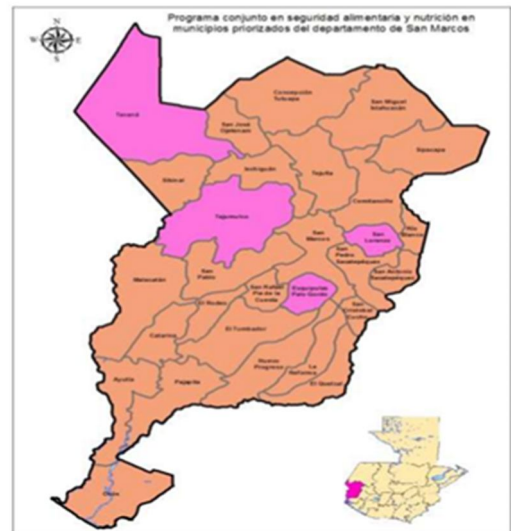 Programa conjunto en seguridad alimentaria y nutrición en
municipios priorizados del departamento de San Marcos
N
W
E
S
Concepción
Tutuapa
San Miguel
Ixtahuacán
Tacaná
San José
Ojetenam
Sipacapa
Sibinal
Ixchiguán
Tejutla
Comitancillo
Tajumulco
San
Marcos
San
Lorenzo
Río
Blanco
San
Pedro
Sacatepéquez
San Antonio
Sacatepéquez
Malacatán
San
Pablo
San Rafael
Pie de la
Cuesta
Esquipulas
Palo Gordo
El Rodeo
San
Cristóbal
Cucho
Catarina
El Tumbador
Nuevo
Progreso
La
Reforma
El Quetzal
Ayutla
Pajapita
Ocós